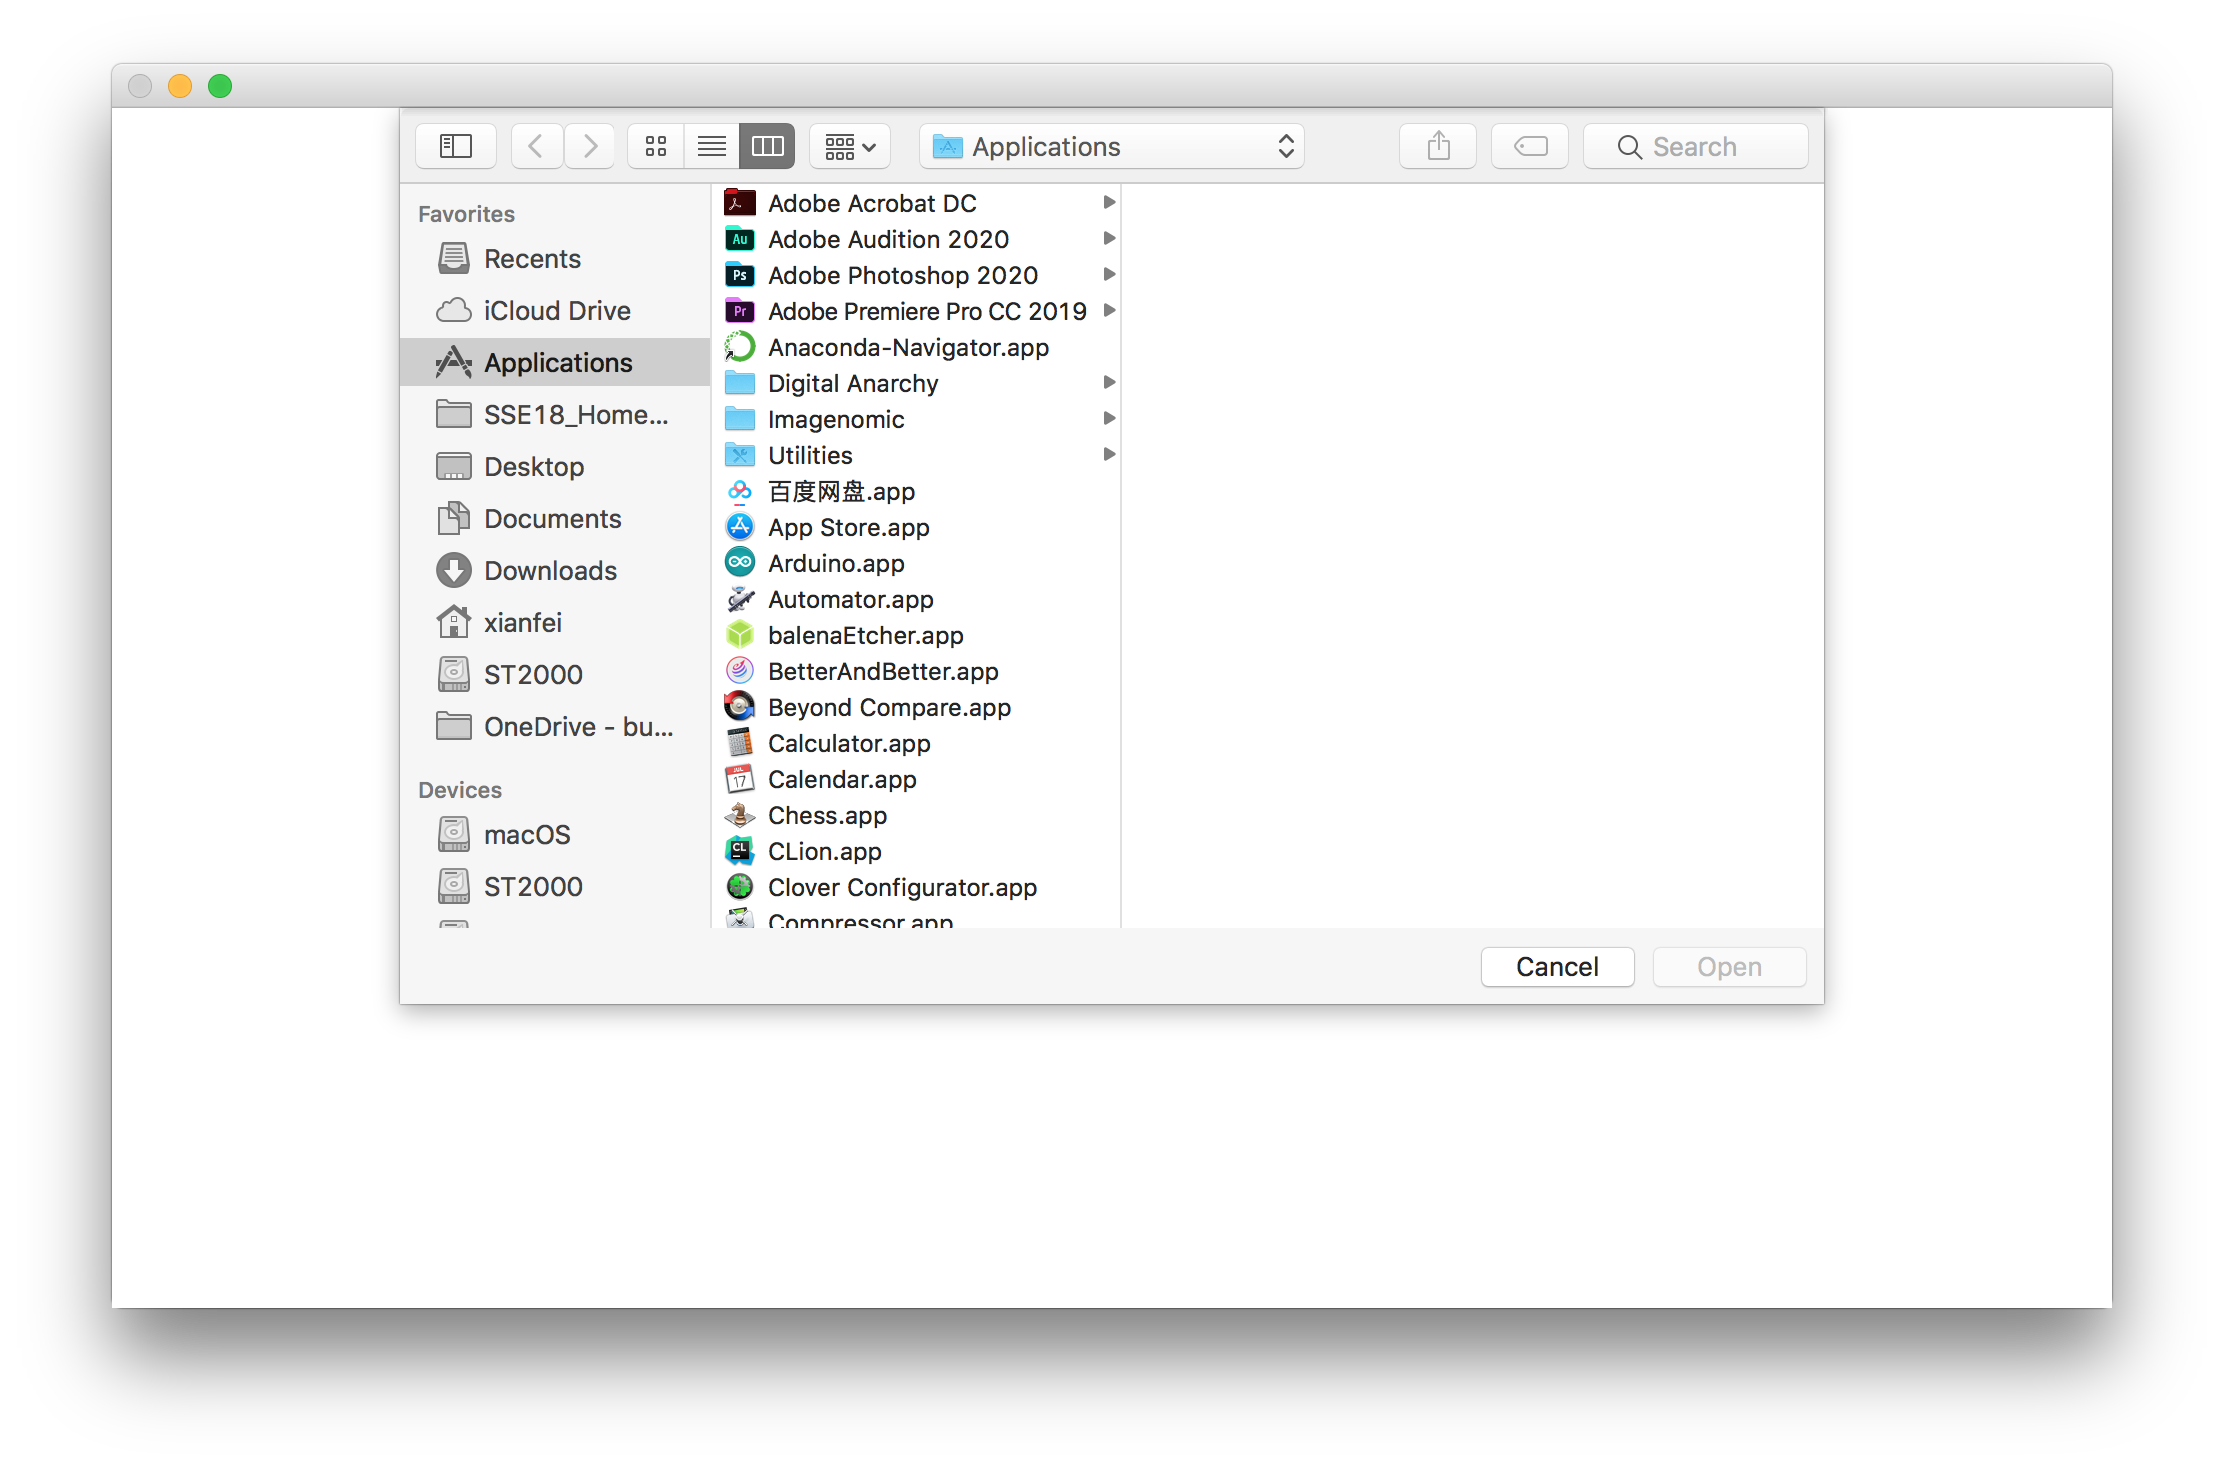 Applications
Search
Favorites
Recents
iCloud Drive
Applications
SSE18_Home...
Desktop
Documents
Downloads
xianfei
ST2000
OneDrive - bu...
Devices
macOS
ST2000
Adobe Acrobat DC
Au
Adobe Audition 2020
Ps
Adobe Photoshop 2020
Pr
Adobe Premiere Pro CC 2019
Anaconda-Navigator.app
Digital Anarchy
Imagenomic
Utilities
百度网盘.app
App Store.app
Arduino.app
Automator.app
balenaEtcher.app
BetterAndBetter.app
Beyond Compare.app
Calculator.app
JUL
17
Calendar.app
Chess.app
CL
CLion.app
Clover Configurator.app
Compressor.app
Cancel
Open